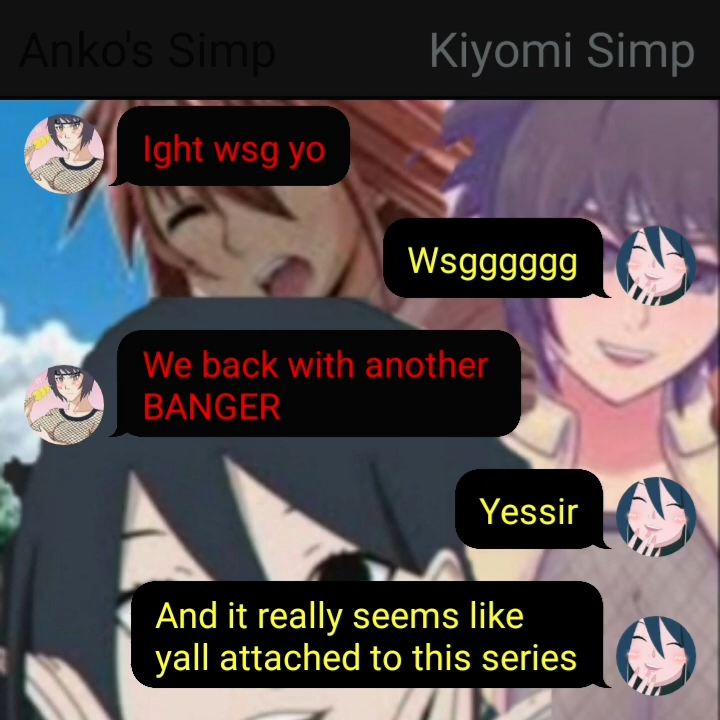 Anko's Simp Kiyomi Simp
Ight wsg yo
Wsgggggg
We back with another
BANGER
Yessir
And it really seems like
yall attached to this series